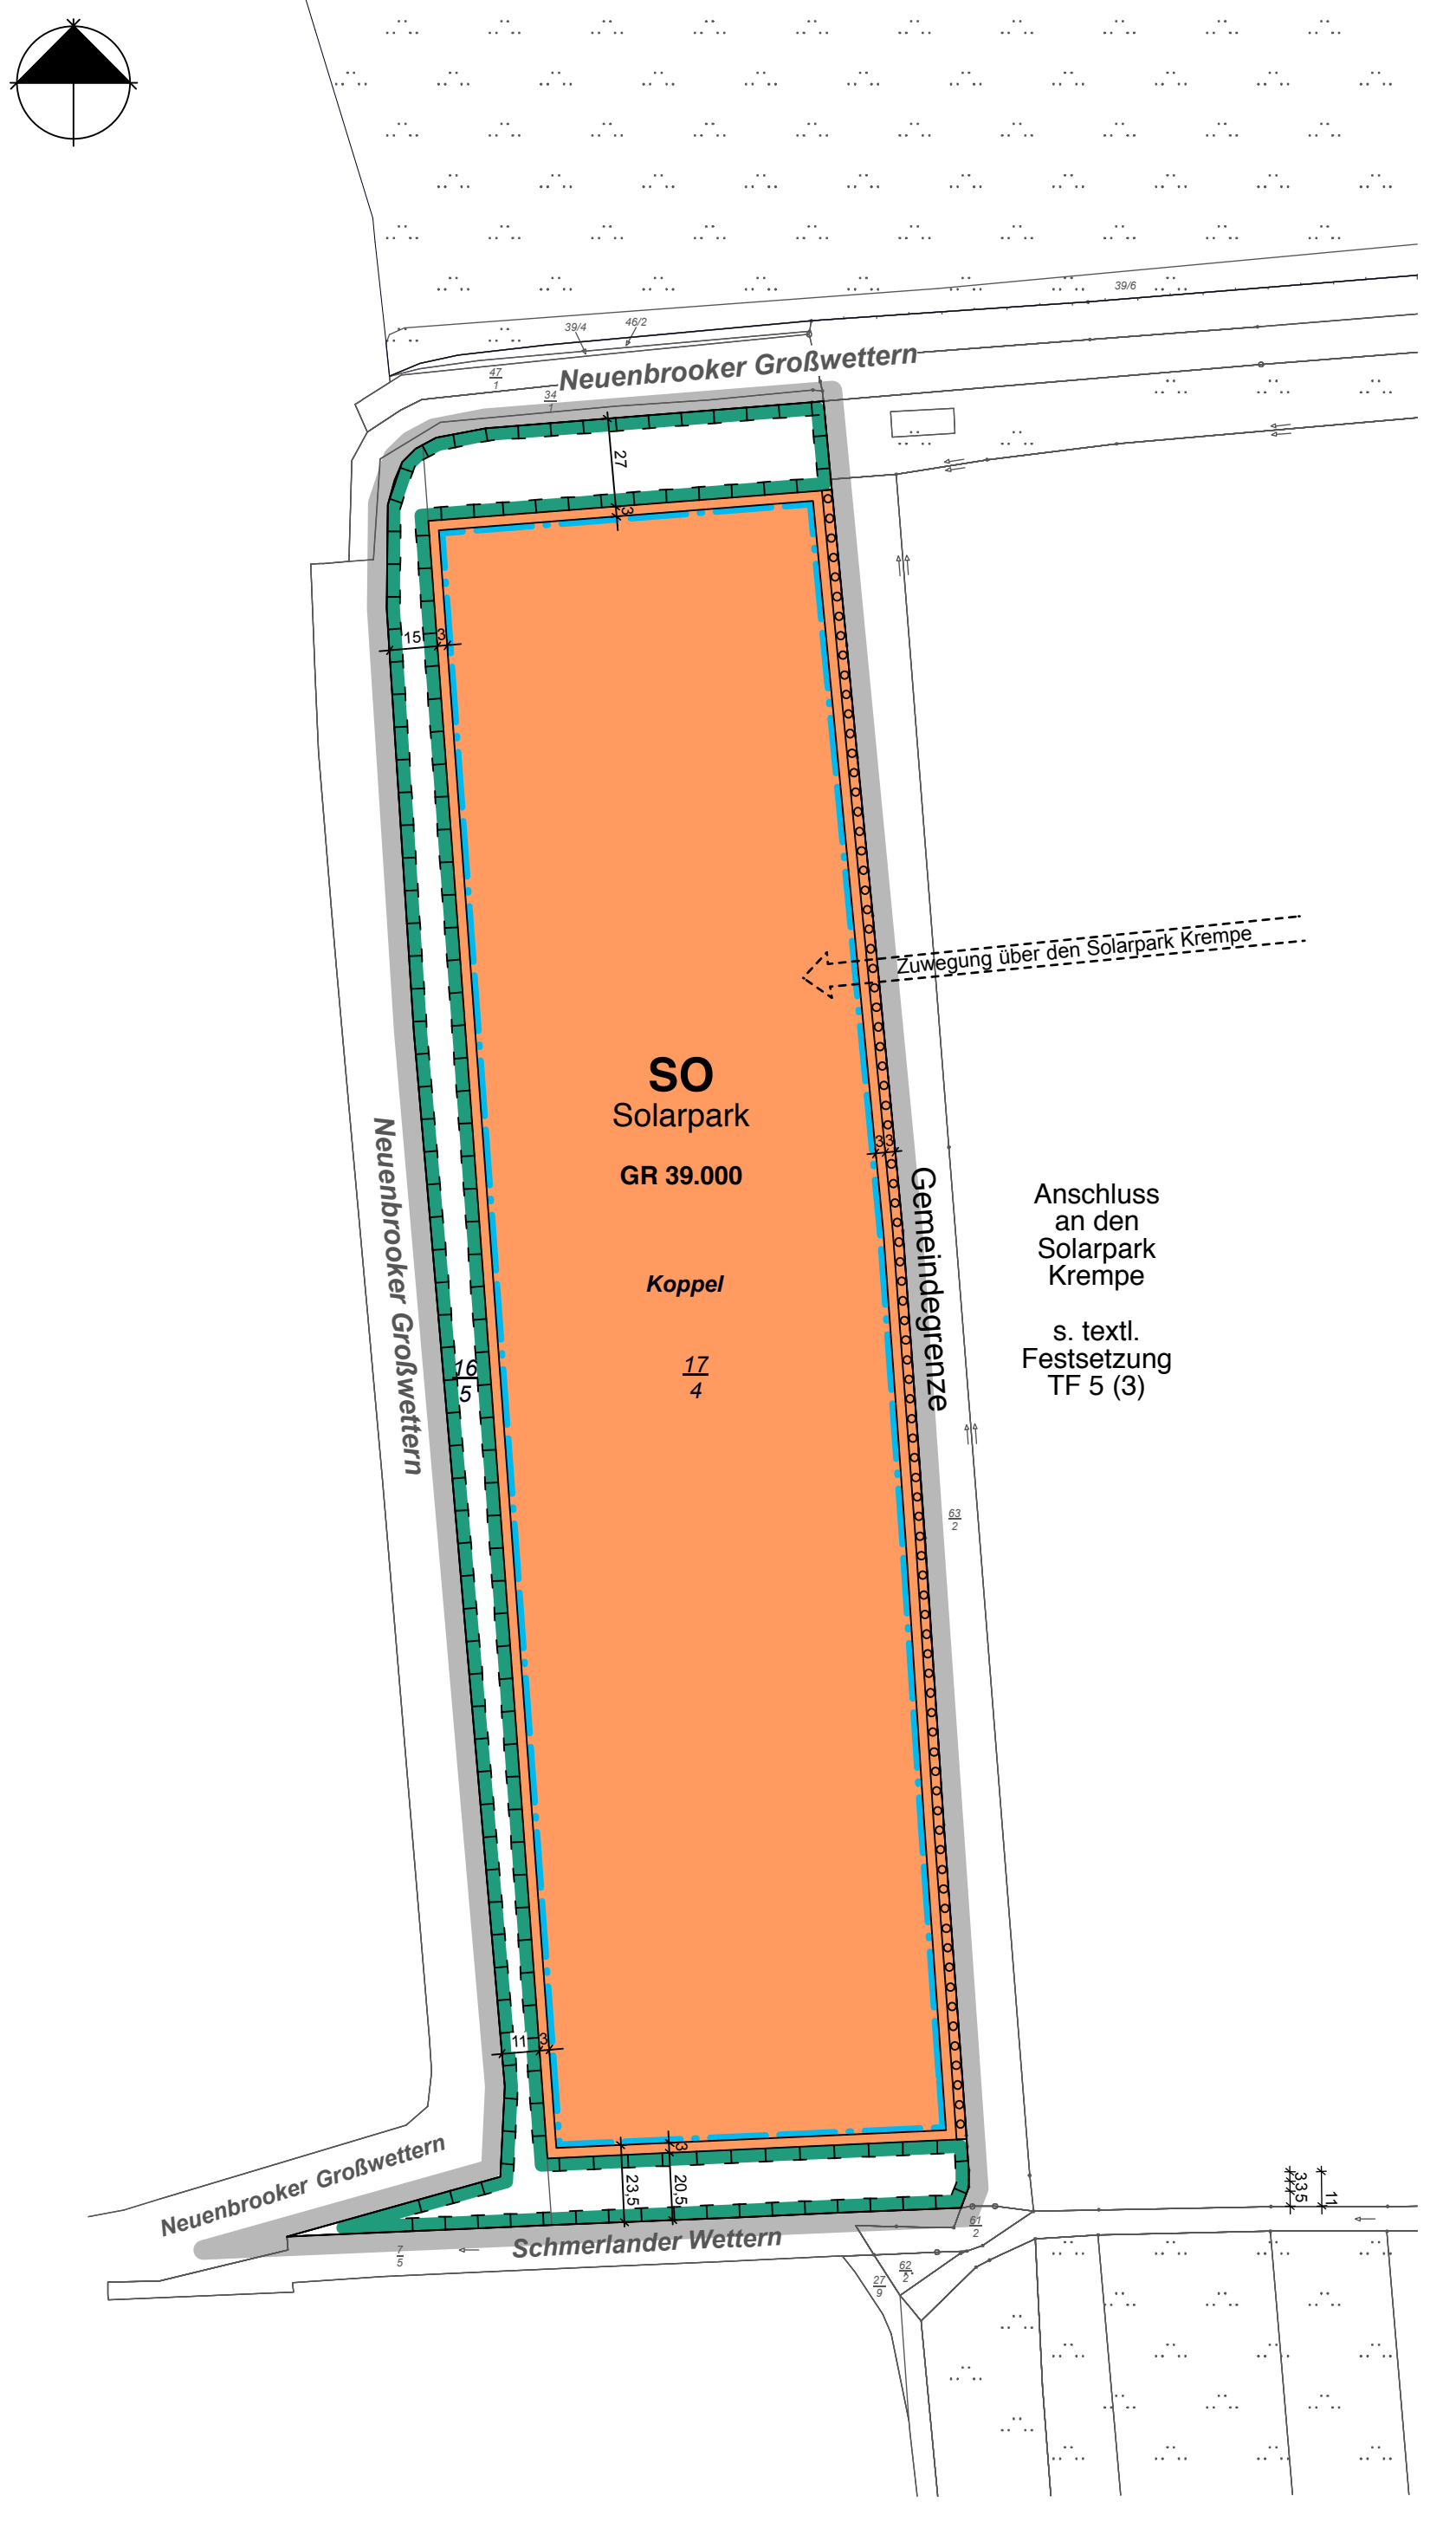 39/6
39/4
46/2
47
1
Neuenbrooker Großwettern
34
1
27
3
15
3
Zuwegung über den Solarpark Krempe
SO
Solarpark
GR 39.000
Koppel
17
4
16
5
Neuenbrooker Großwettern
3
3
Gemeindegrenze
Anschluss
an den
Solarpark
Krempe
s. textl.
Festsetzung
TF 5 (3)
63
2
11
3
Neuenbrooker Großwettern
3
23,5
20,5
Schmerlander Wettern
7
5
61
2
62
2
27
9
33,5
11